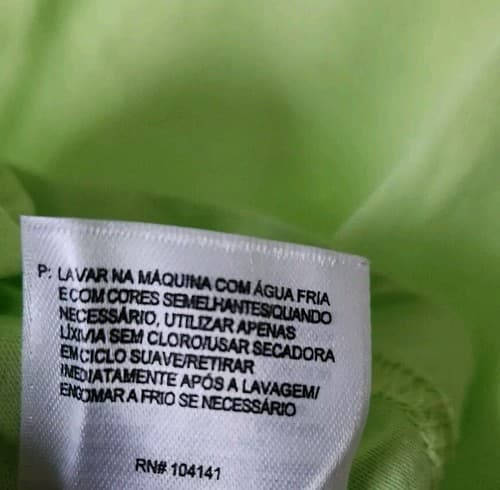 P: LAVAR NA MÁQUINA COM ÁGUA FRIA
E COM CORES SEMELHANTES/QUANDO
NECESSÁRIO, UTILIZAR APENAS
LIXÍVIA SEM CLORO/USAR SECADORA
EM CICLO SUAVE/RETIRAR
IMEDIATAMENTE APÓS A LAVAGEM/
ENGOMAR A FRIO SE NECESSÁRIO
RN# 104141